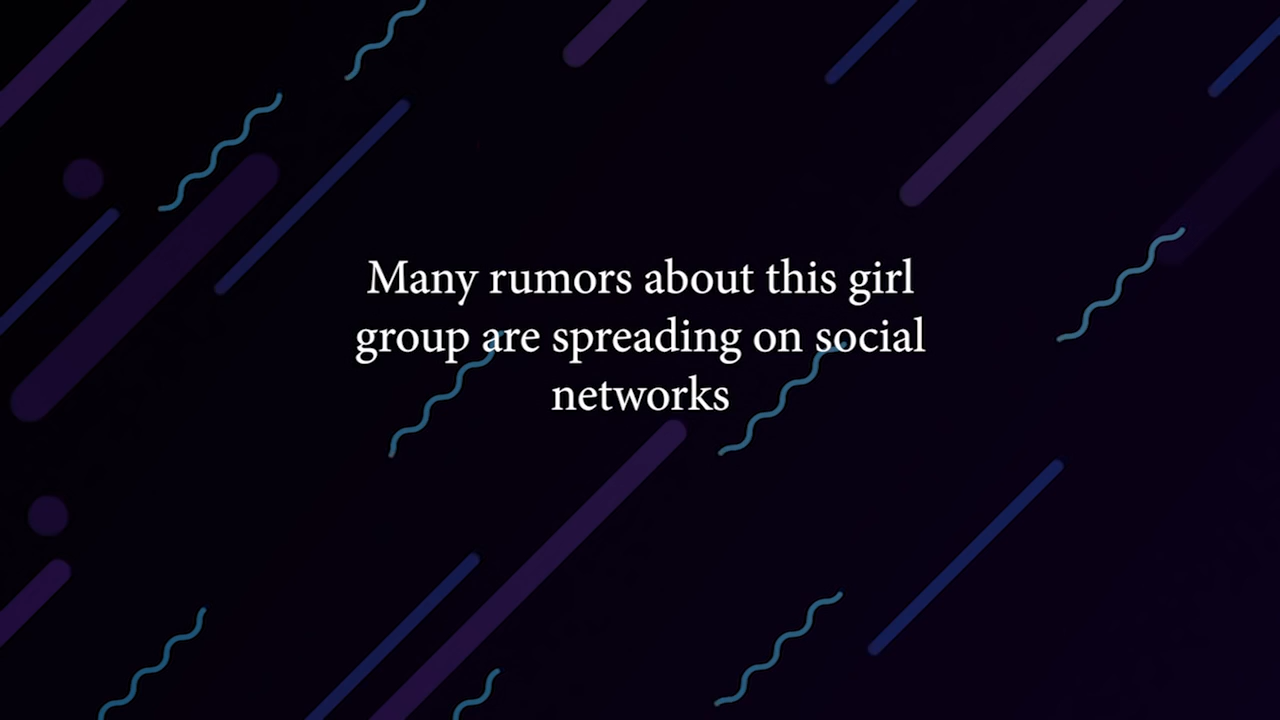 Many rumors about this girl
group are spreading on social
networks